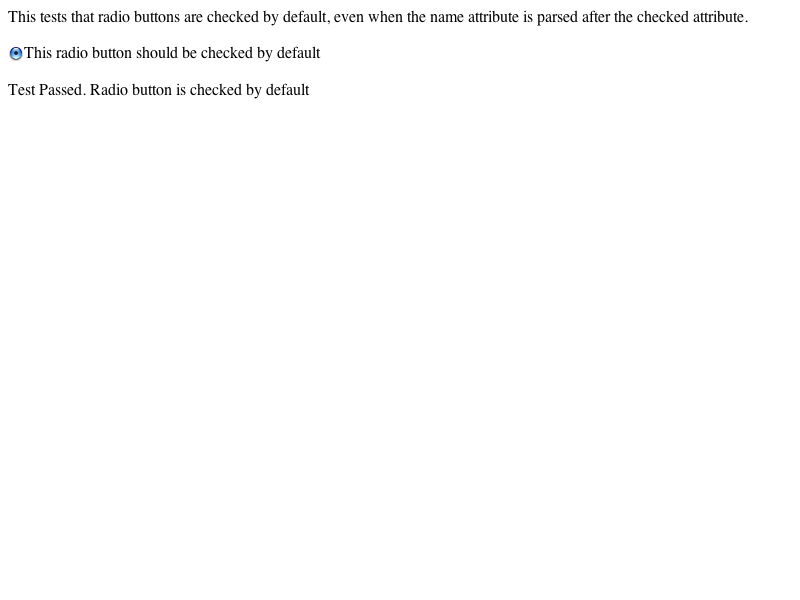 This tests that radio buttons are checked by default, even when the name attribute is parsed after the checked attribute.
This radio button should be checked by default
Test Passed. Radio button is checked by default